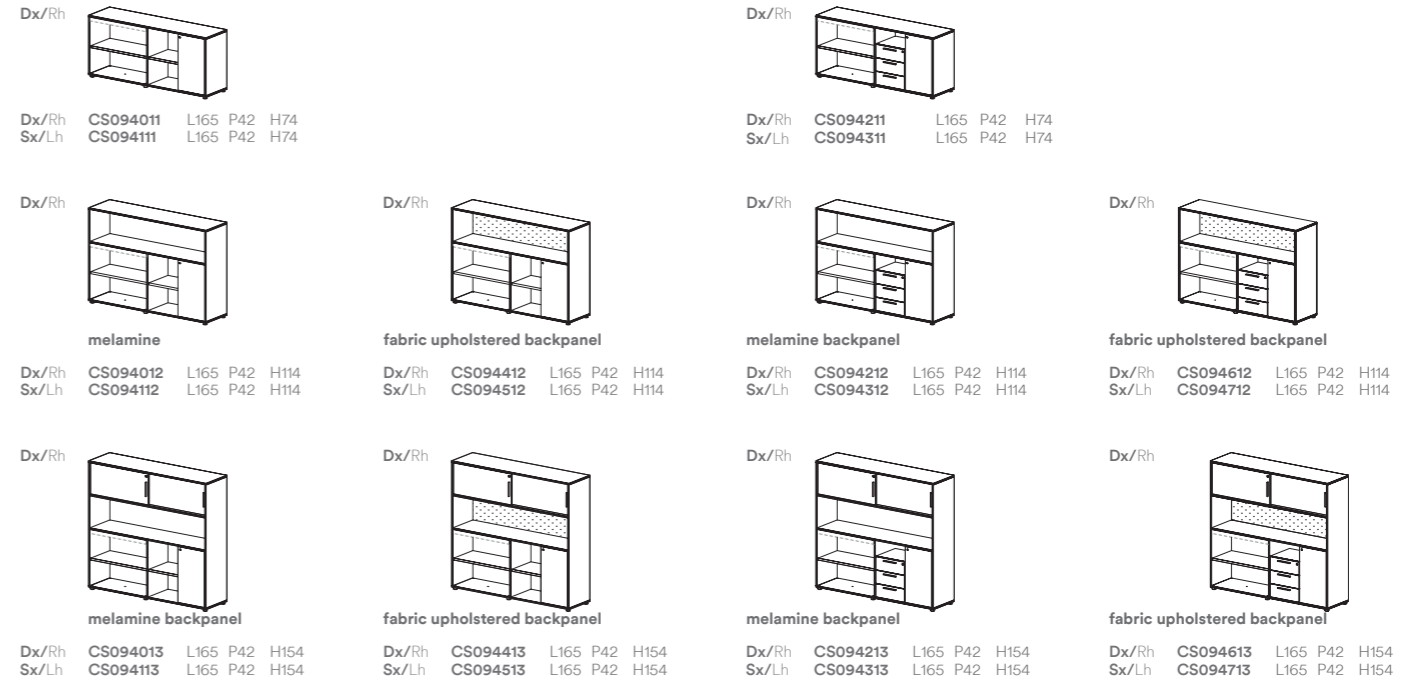 Dx/Rh
Dx/Rh
Dx/Rh CS094011 L165 P42 H74
Sx/Lh CS094111 L165 P42 H74
Dx/Rh CS094211 L165 P42 H74
Sx/Lh CS094311 L165 P42 H74
Dx/Rh
Dx/Rh
Dx/Rh
Dx/Rh
melamine
fabric upholstered backpanel
melamine backpanel
fabric upholstered backpanel
Dx/Rh CS094012 L165 P42 H114
Sx/Lh CS094112 L165 P42 H114
Dx/Rh CS094412 L165 P42 H114
Sx/Lh CS094512 L165 P42 H114
Dx/Rh CS094212 L165 P42 H114
Sx/Lh CS094312 L165 P42 H114
Dx/Rh CS094612 L165 P42 H114
Sx/Lh CS094712 L165 P42 H114
Dx/Rh
Dx/Rh
Dx/Rh
Dx/Rh
melamine backpanel
fabric upholstered backpanel
melamine backpanel
fabric upholstered backpanel
Dx/Rh CS094013 L165 P42 H154
Sx/Lh CS094113 L165 P42 H154
Dx/Rh CS094413 L165 P42 H154
Sx/Lh CS094513 L165 P42 H154
Dx/Rh CS094213 L165 P42 H154
Sx/Lh CS094313 L165 P42 H154
Dx/Rh CS094613 L165 P42 H154
Sx/Lh CS094713 L165 P42 H154